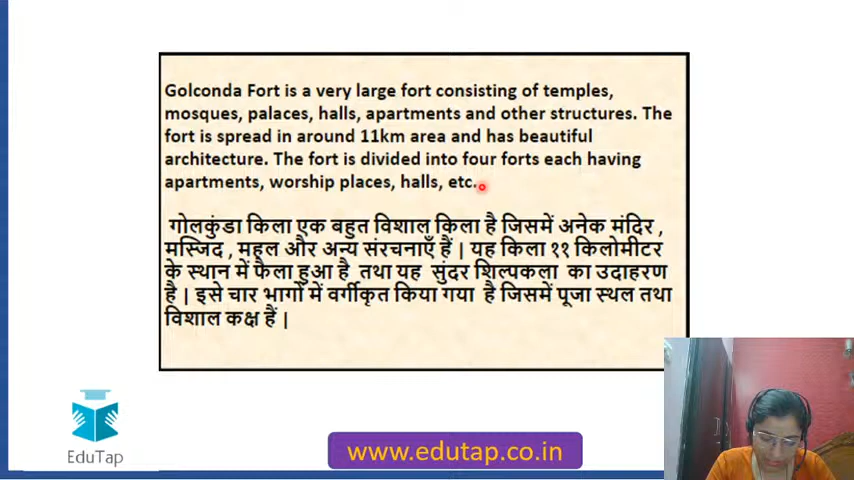 Golconda Fort is a very large fort consisting of temples,
mosques, palaces, halls, apartments and other structures. The
fort is spread in around 11km area and has beautiful
architecture. The fort is divided into four forts each having
apartments, worship places, halls, etc.
गोलकुंडा किला एक बहुत विशाल किला है जिसमें अनेक मंदिर ,
मस्जिद , महल और अन्य संरचनाएँ हैं | यह किला ११ किलोमीटर
के स्थान में फैला हुआ है तथा यह सुंदर शिल्पकला का उदाहरण
है | इसे चार भागों में वर्गीकृत किया गया है जिसमें पूजा स्थल तथा
विशाल कक्ष हैं |
EduTap
www.edutap.co.in